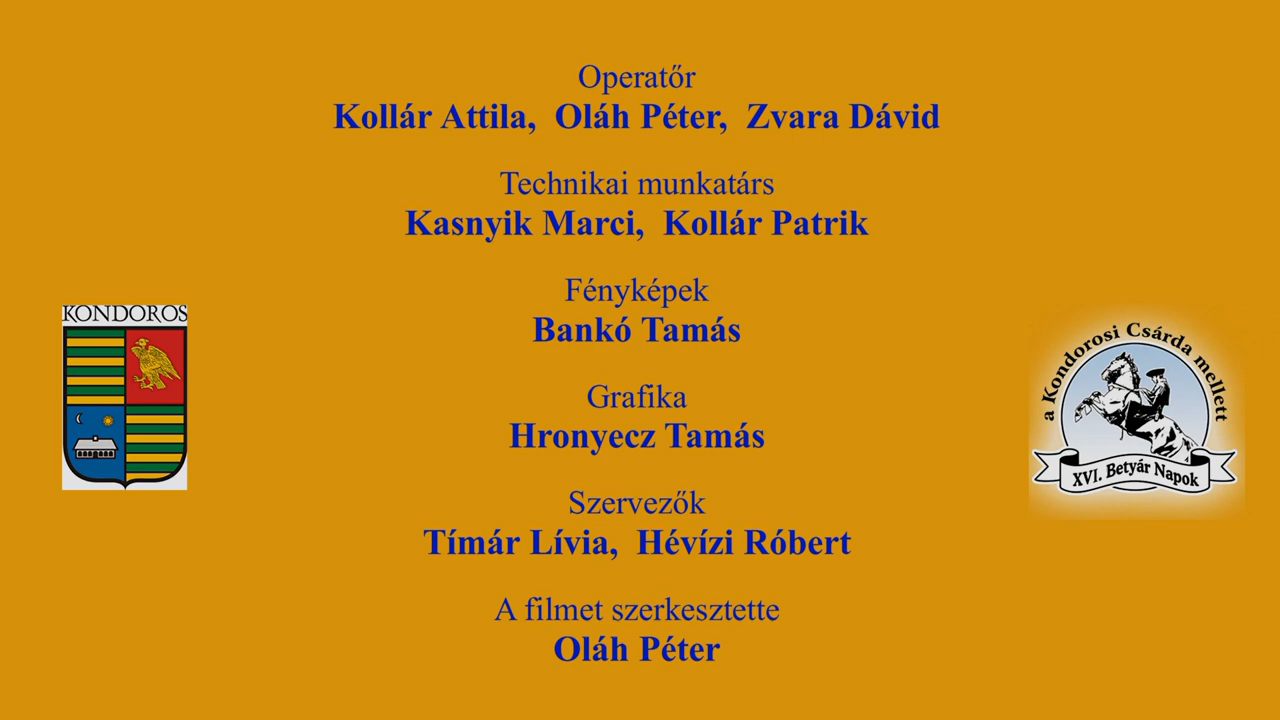 Operatőr
Kollár Attila, Oláh Péter, Zvara Dávid
Technikai munkatárs
Kasnyik Marci, Kollár Patrik
Fényképek
Bankó Tamás
Grafika
Hronyecz Tamás
Szervezők
Tímár Lívia, Hévízi Róbert
A filmet szerkesztette
Oláh Péter
KONDOROS
a Kondorosi Csárda mellett
XVI. Betyár Napok